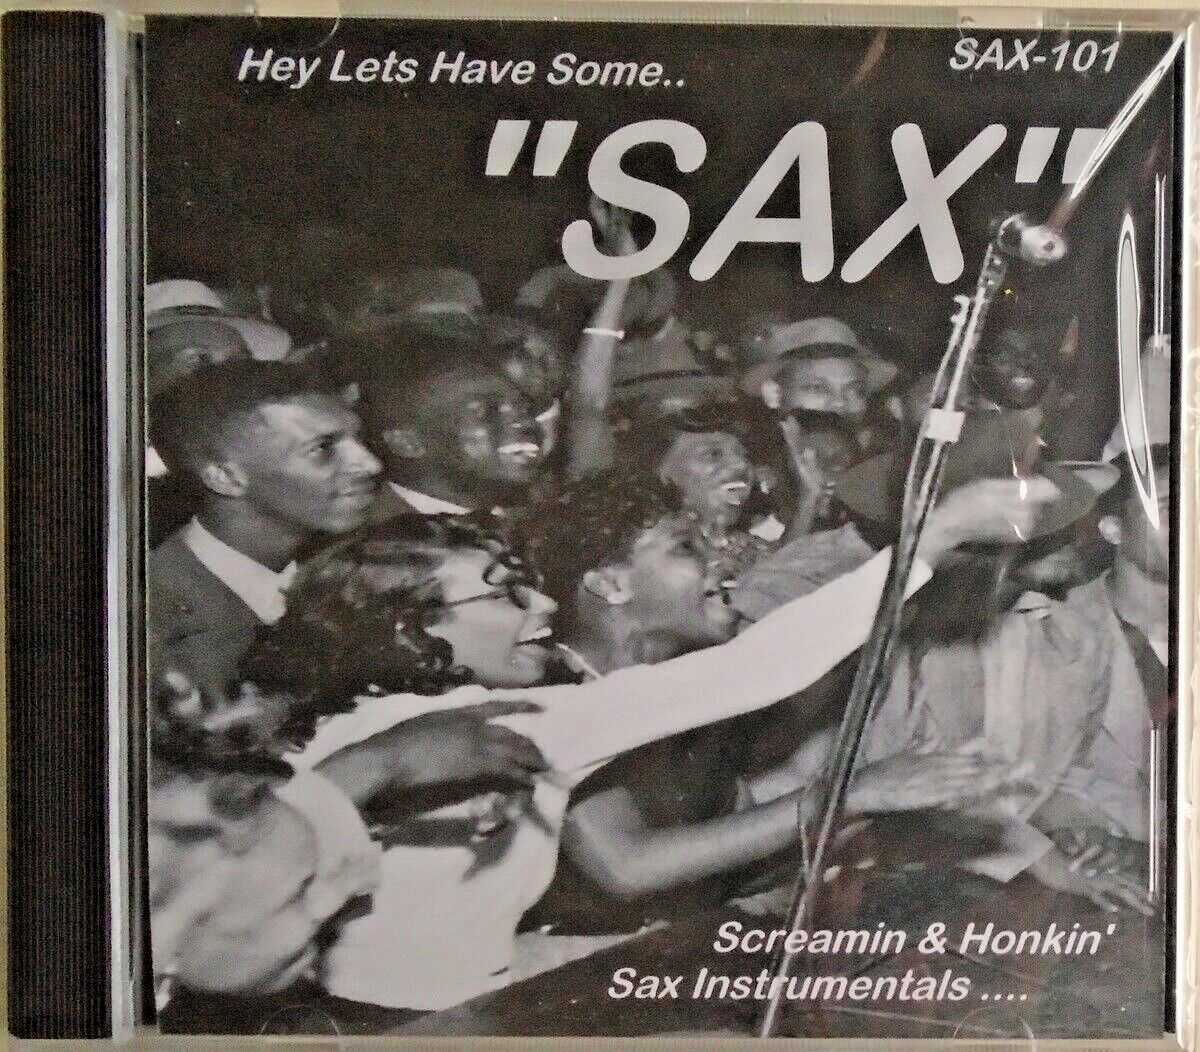 Hey Lets Have Some..
SAX-101
"SAX"
Screamin & Honkin'
Sax Instrumentals ....